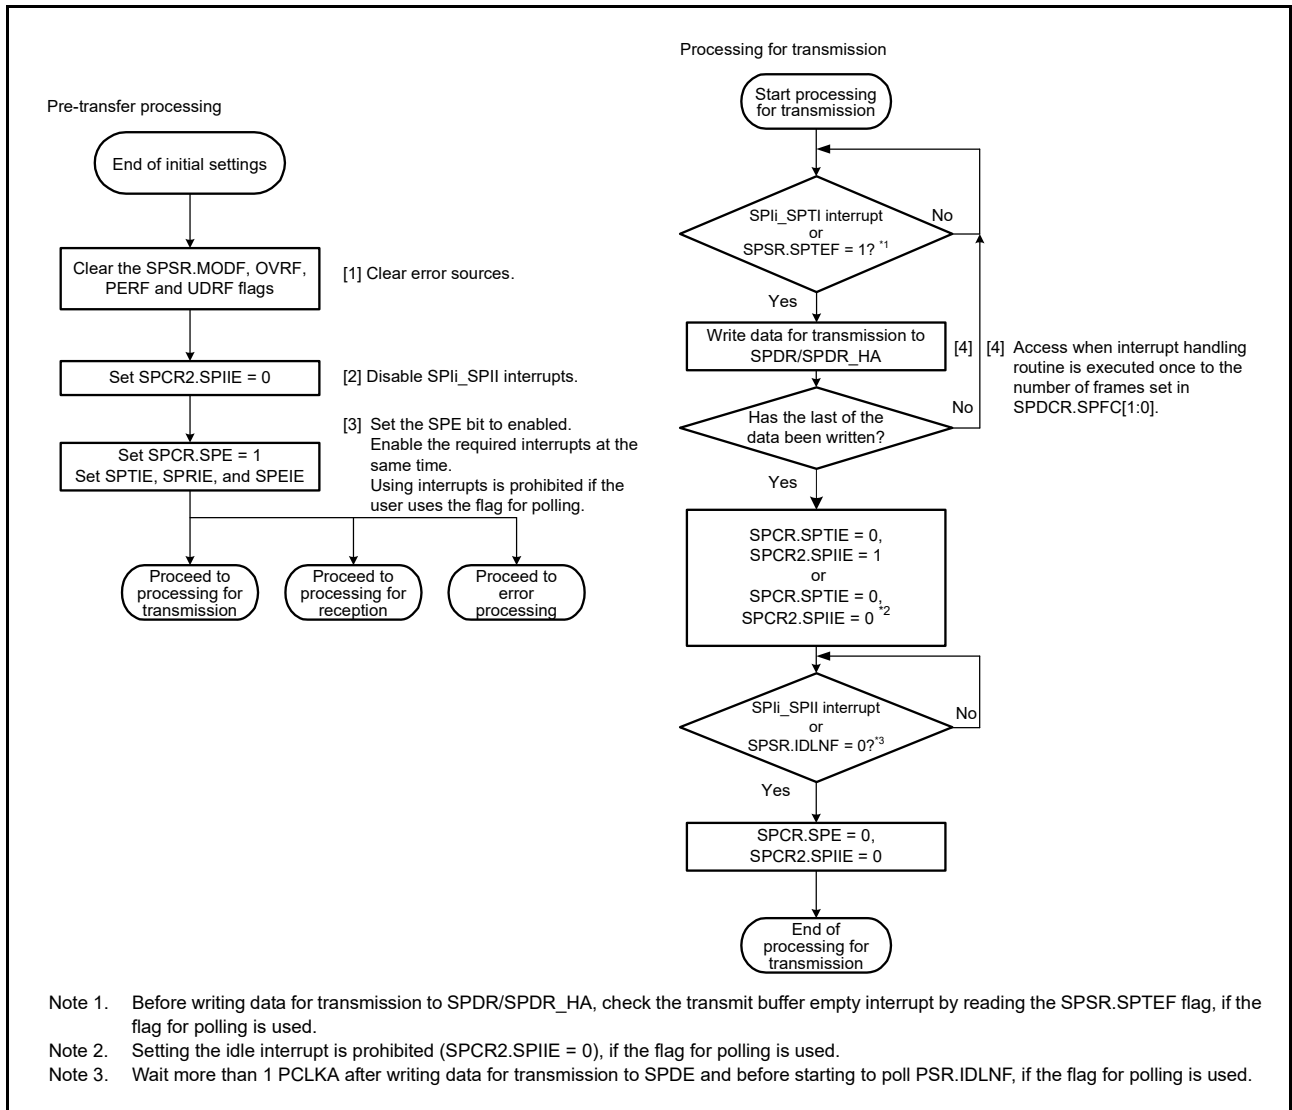 Pre-transfer processing
End of initial settings
Clear the SPSR.MODF, OVRF,
PERF and UDRF flags
[1] Clear error sources.
Set SPCR2.SPIIE = 0
[2] Disable SPIi_SPII interrupts.
Set SPCR.SPE = 1
Set SPTIE, SPRIE, and SPEIE
[3] Set the SPE bit to enabled.
Enable the required interrupts at the
same time.
Using interrupts is prohibited if the
user uses the flag for polling.
Proceed to
processing for
transmission
Proceed to
processing for
reception
Proceed to
error
processing
Processing for transmission
Start processing
for transmission
SPIi_SPTI interrupt
or
SPSR.SPTEF = 1? *1
No
Yes
Write data for transmission to
SPDR/SPDR_HA
[4]
[4] Access when interrupt handling
routine is executed once to the
number of frames set in
SPDCR.SPFC[1:0].
Has the last of the
data been written?
No
Yes
SPCR.SPTIE = 0,
SPCR2.SPIIE = 1
or
SPCR.SPTIE = 0,
SPCR2.SPIIE = 0 *2
SPIi_SPII interrupt
or
SPSR.IDLNF = 0?*3
No
Yes
SPCR.SPE = 0,
SPCR2.SPIIE = 0
End of
processing for
transmission
Note 1. Before writing data for transmission to SPDR/SPDR_HA, check the transmit buffer empty interrupt by reading the SPSR.SPTEF flag, if the
flag for polling is used.
Note 2. Setting the idle interrupt is prohibited (SPCR2.SPIIE = 0), if the flag for polling is used.
Note 3. Wait more than 1 PCLKA after writing data for transmission to SPDE and before starting to poll PSR.IDLNF, if the flag for polling is used.